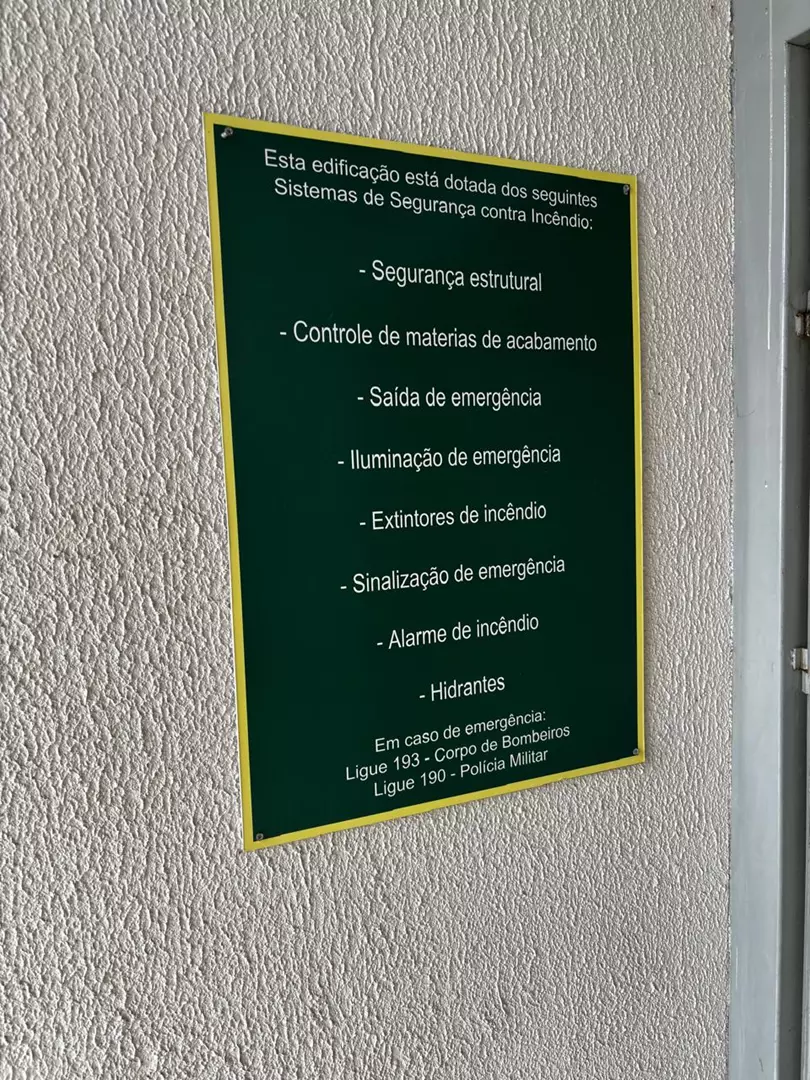 Esta edificação está dotada dos seguintes
Sistemas de Segurança contra Incêndio:
- Segurança estrutural
- Controle de materias de acabamento
- Saída de emergência
- Iluminação de emergência
- Extintores de incêndio
- Sinalização de emergência
- Alarme de incêndio
- Hidrantes
Em caso de emergência:
Ligue 193 - Corpo de Bombeiros
Ligue 190 - Polícia Militar